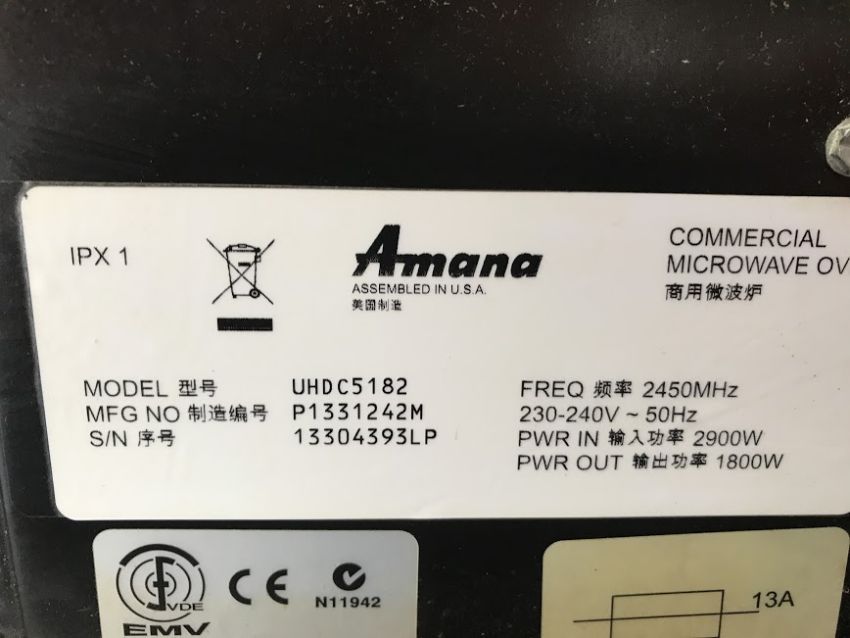 IPX 1
Amana
ASSEMBLED IN U.S.A.
美国制造
COMMERCIAL
MICROWAVE OV
商用微波炉
MODEL 型号 UHDC5182
MFG NO 制造编号 P1331242M
S/N 序号 13304393LP
FREQ 频率 2450MHz
230-240V ~ 50Hz
PWR IN 输入功率 2900W
PWR OUT 输出功率 1800W
VDE
EMV
CE
N11942
13A